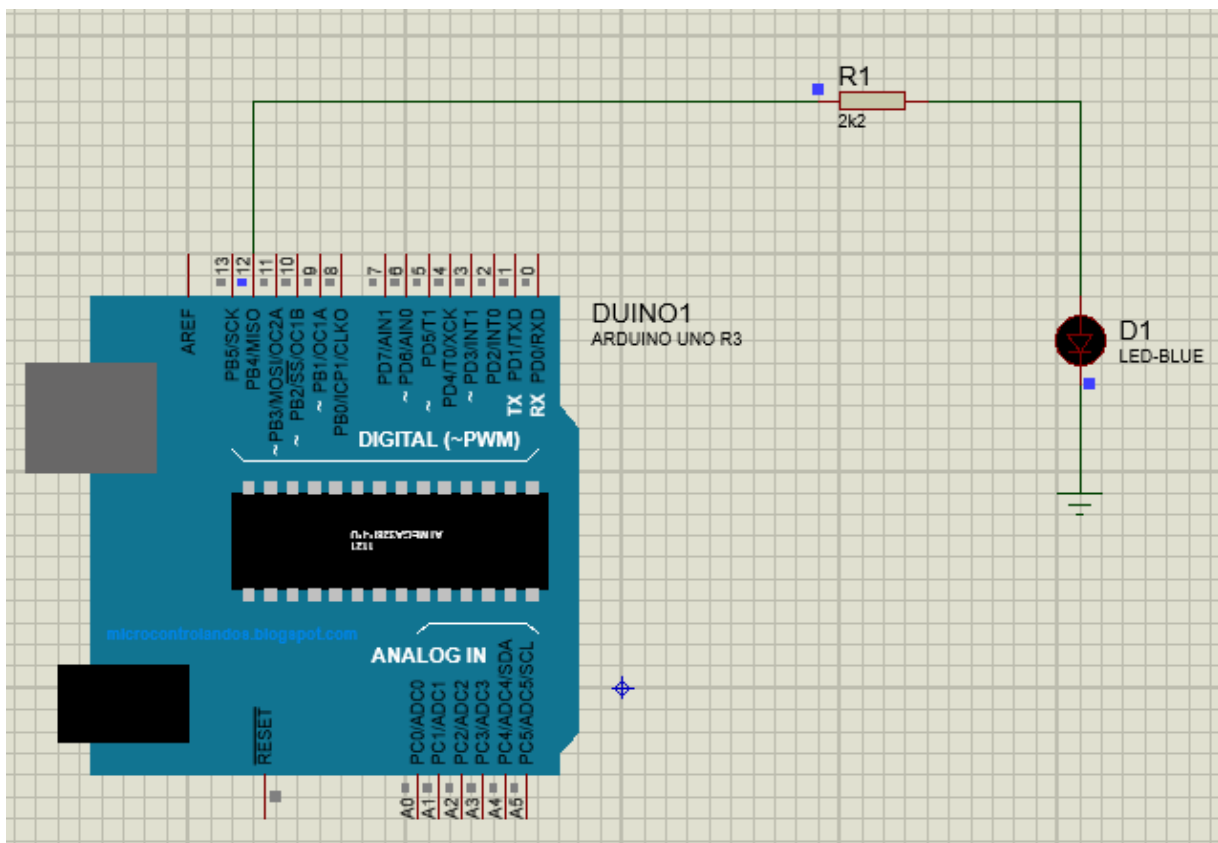 R1
2k2
13
12
11
10
9
8
7
6
5
4
3
2
1
0
AREF
PB5/SCK
PB4/MISO
~PB3/MOSI/OC2A
~ PB2/SS/OC1B
~ PB1/OC1A
PB0/ICP1/CLKO
PD7/AIN1
~ PD6/AIN0
~ PD5/T1
PD4/T0/XCK
~ PD3/INT1
PD2/INT0
TX PD1/TXD
RX PD0/RXD
DIGITAL (~PWM)
DUINO1
ARDUINO UNO R3
D1
LED-BLUE
1121
microcontrolandos.blogspot.com
ANALOG IN
RESET
PC0/ADC0
PC1/ADC1
PC2/ADC2
PC3/ADC3
PC4/ADC4/SDA
PC5/ADC5/SCL
A0
A1
A2
A3
A4
A5